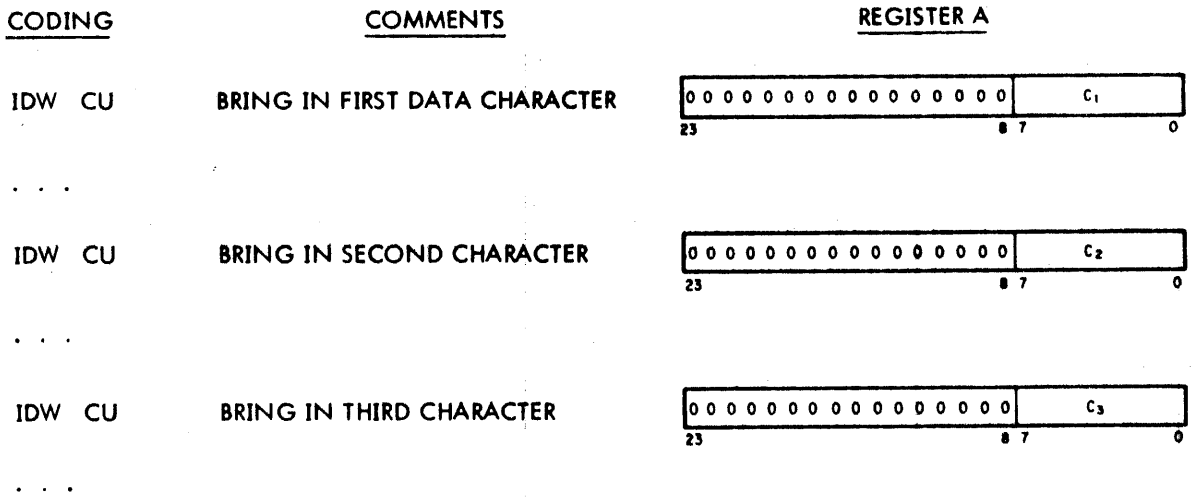 CODING COMMENTS REGISTER A
IDW CU BRING IN FIRST DATA CHARACTER 0 0 0 0 0 0 0 0 0 0 0 0 0 0 0 0 C₁
23 8 7 0
. . .
IDW CU BRING IN SECOND CHARACTER 0 0 0 0 0 0 0 0 0 0 0 0 0 0 0 0 C₂
23 8 7 0
. . .
IDW CU BRING IN THIRD CHARACTER 0 0 0 0 0 0 0 0 0 0 0 0 0 0 0 0 C₃
23 8 7 0
. . .